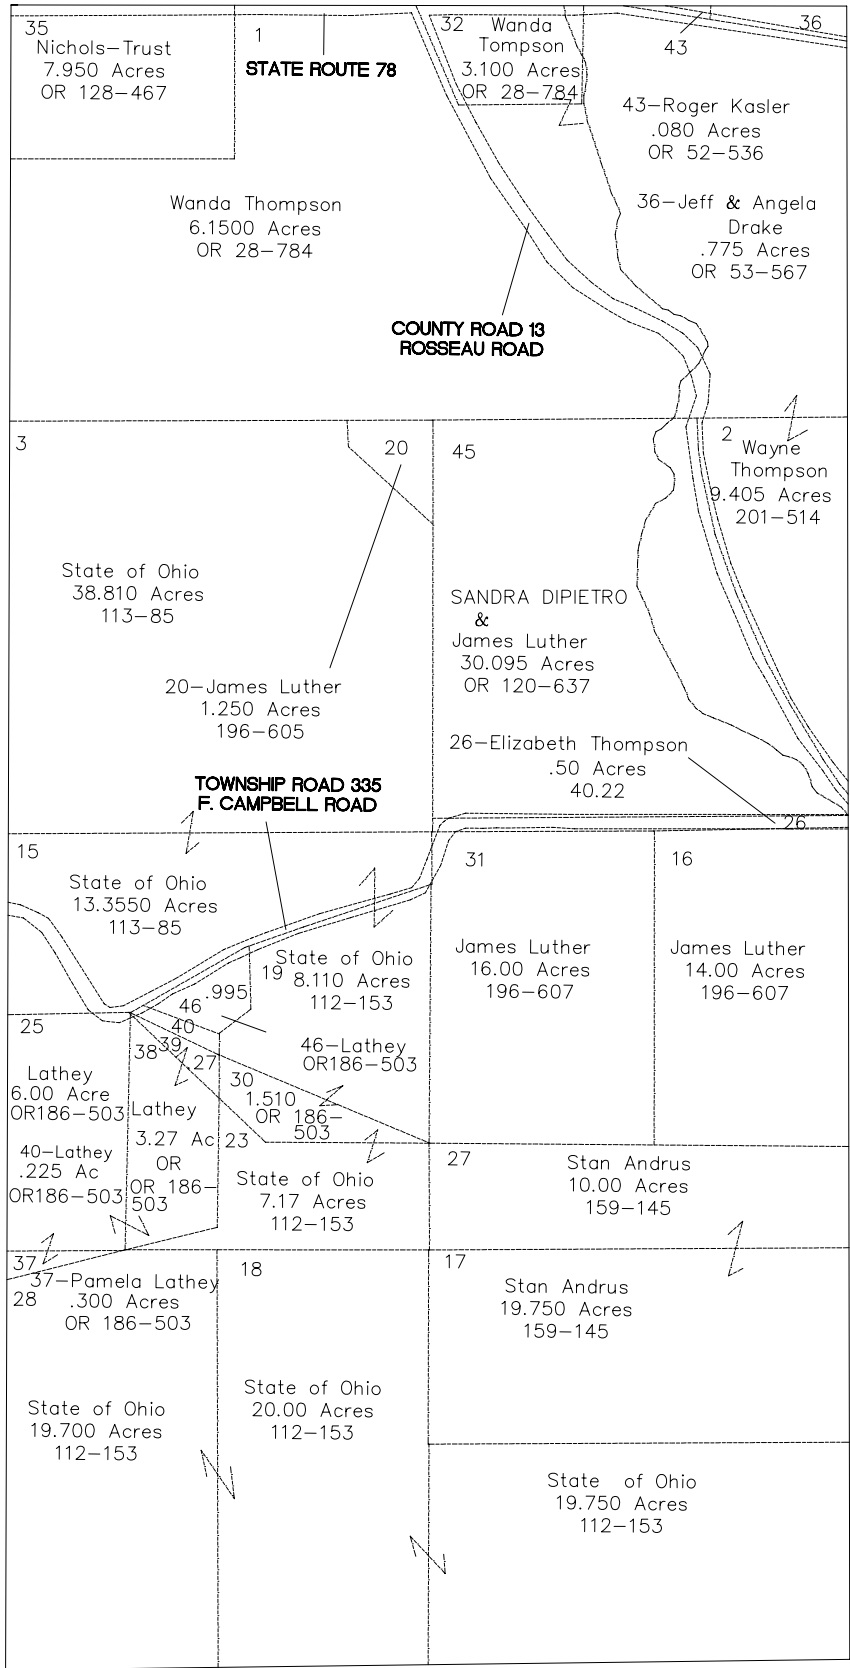 35
Nichols-Trust
7.950 Acres
OR 128-467
1
STATE ROUTE 78
32
Wanda
Tompson
3.100 Acres
OR 28-784
43
36
43-Roger Kasler
.080 Acres
OR 52-536
36-Jeff & Angela
Drake
.775 Acres
OR 53-567
Wanda Thompson
6.1500 Acres
OR 28-784
COUNTY ROAD 13
ROSSEAU ROAD
3
20
45
2
Wayne
Thompson
9.405 Acres
201-514
State of Ohio
38.810 Acres
113-85
SANDRA DIPIETRO
&
James Luther
30.095 Acres
OR 120-637
20-James Luther
1.250 Acres
196-605
26-Elizabeth Thompson
.50 Acres
40.22
TOWNSHIP ROAD 335
F. CAMPBELL ROAD
26
15
State of Ohio
13.3550 Acres
113-85
31
16
James Luther
16.00 Acres
196-607
James Luther
14.00 Acres
196-607
State of Ohio
19 8.110 Acres
112-153
46 .995
40
39
38
.27
46-Lathey
OR186-503
25
Lathey
6.00 Acre
OR186-503
40-Lathey
.225 Ac
OR186-503
Lathey
3.27 Ac
OR
OR 186-
503
30
1.510
OR 186-
503
23
State of Ohio
7.17 Acres
112-153
27
Stan Andrus
10.00 Acres
159-145
37
37-Pamela Lathey
.300 Acres
OR 186-503
28
18
17
Stan Andrus
19.750 Acres
159-145
State of Ohio
19.700 Acres
112-153
State of Ohio
20.00 Acres
112-153
State of Ohio
19.750 Acres
112-153